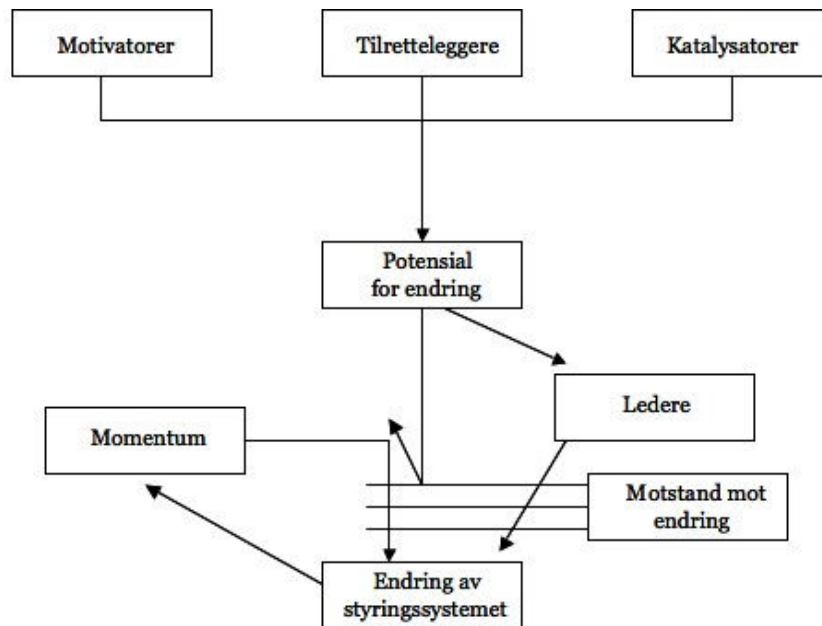 Motivatorer
Tilretteleggere
Katalysatorer
Potensial
for endring
Ledere
Momentum
Motstand mot
endring
Endring av
styringssystemet